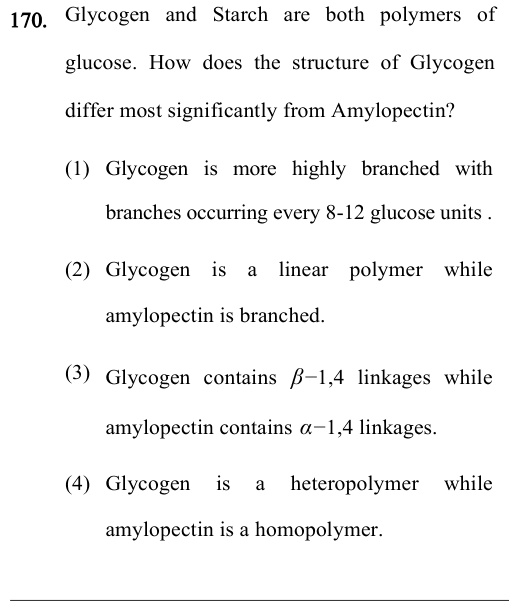 170. Glycogen and Starch are both polymers of
glucose. How does the structure of Glycogen
differ most significantly from Amylopectin?
(1) Glycogen is more highly branched with
branches occurring every 8-12 glucose units .
(2) Glycogen is a linear polymer while
amylopectin is branched.
(3) Glycogen contains β−1,4 linkages while
amylopectin contains α−1,4 linkages.
(4) Glycogen is a heteropolymer while
amylopectin is a homopolymer.